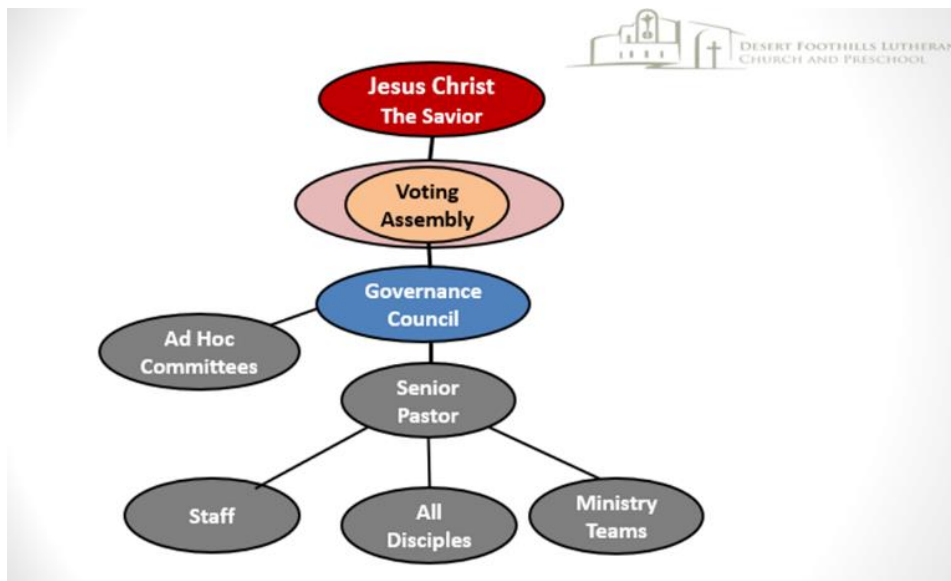 DESERT FOOTHILLS LUTHERAN
CHURCH AND PRESCHOOL
Jesus Christ
The Savior
Voting
Assembly
Governance
Council
Ad Hoc
Committees
Senior
Pastor
Staff
All
Disciples
Ministry
Teams